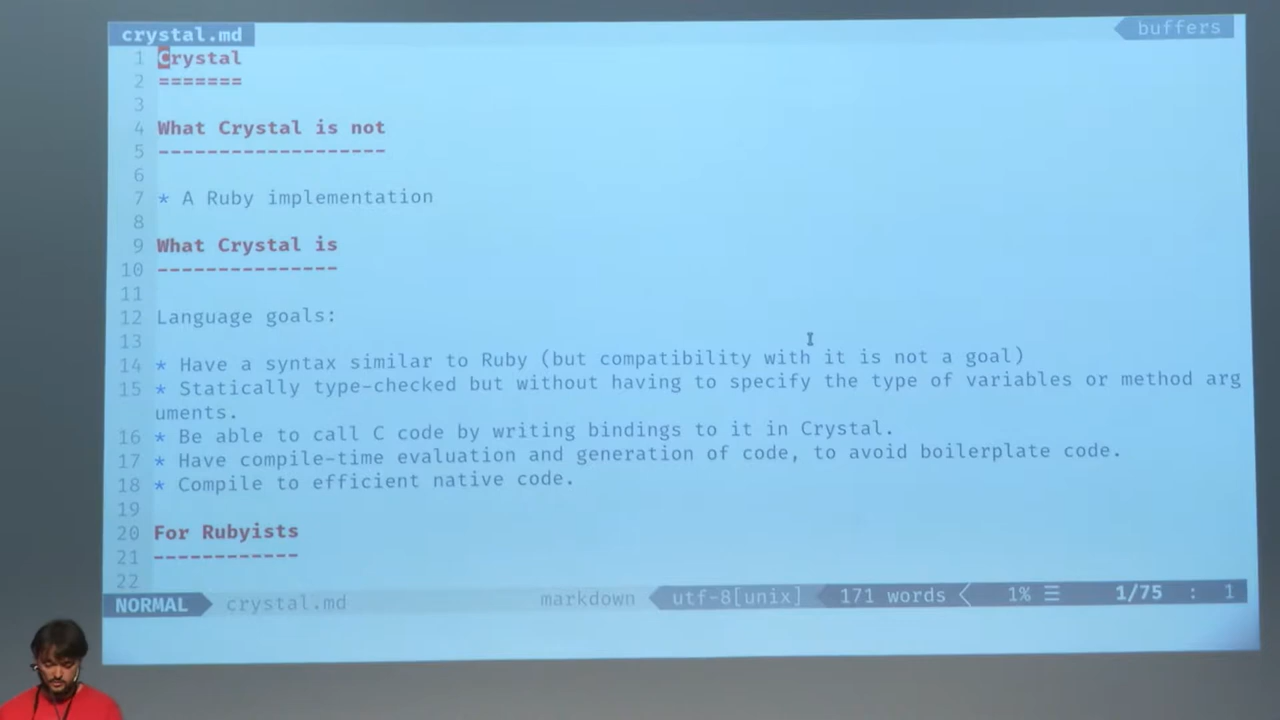 crystal.md buffers
1 Crystal
2 =======
3
4 What Crystal is not
5 -------------------
6
7 * A Ruby implementation
8
9 What Crystal is
10 ---------------
11
12 Language goals:
13
14 * Have a syntax similar to Ruby (but compatibility with it is not a goal)
15 * Statically type-checked but without having to specify the type of variables or method arg
uments.
16 * Be able to call C code by writing bindings to it in Crystal.
17 * Have compile-time evaluation and generation of code, to avoid boilerplate code.
18 * Compile to efficient native code.
19
20 For Rubyists
21 ------------
22
NORMAL crystal.md markdown utf-8[unix] 171 words 1% ☰ 1/75 : 1